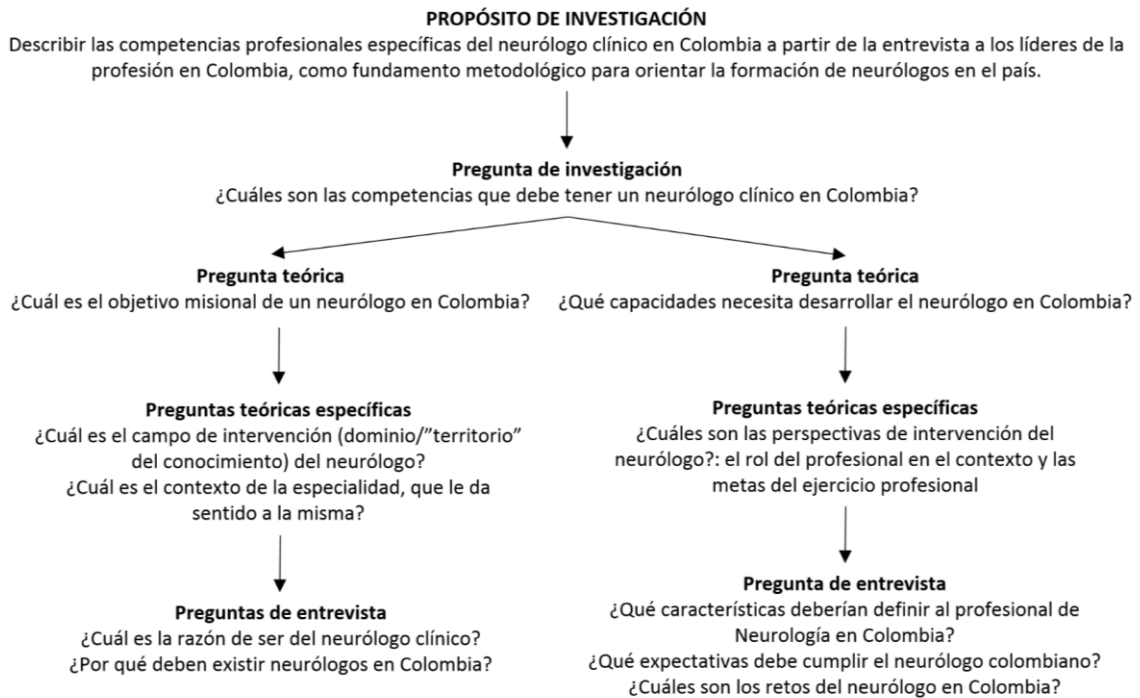 PROPÓSITO DE INVESTIGACIÓN
Describir las competencias profesionales específicas del neurólogo clínico en Colombia a partir de la entrevista a los líderes de la
profesión en Colombia, como fundamento metodológico para orientar la formación de neurólogos en el país.
Pregunta de investigación
¿Cuáles son las competencias que debe tener un neurólogo clínico en Colombia?
Pregunta teórica
¿Cuál es el objetivo misional de un neurólogo en Colombia?
Preguntas teóricas específicas
¿Cuál es el campo de intervención (dominio/”territorio”
del conocimiento) del neurólogo?
¿Cuál es el contexto de la especialidad, que le da
sentido a la misma?
Preguntas de entrevista
¿Cuál es la razón de ser del neurólogo clínico?
¿Por qué deben existir neurólogos en Colombia?
Pregunta teórica
¿Qué capacidades necesita desarrollar el neurólogo en Colombia?
Preguntas teóricas específicas
¿Cuáles son las perspectivas de intervención del
neurólogo?: el rol del profesional en el contexto y las
metas del ejercicio profesional
Pregunta de entrevista
¿Qué características deberían definir al profesional de
Neurología en Colombia?
¿Qué expectativas debe cumplir el neurólogo colombiano?
¿Cuáles son los retos del neurólogo en Colombia?